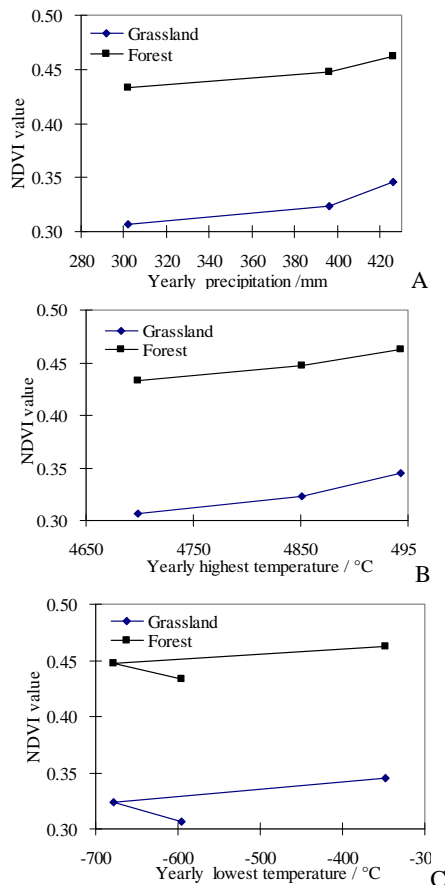 0.50
Grassland
Forest
0.45
0.40
0.35
0.30
NDVI value
280 300 320 340 360 380 400 420
Yearly precipitation /mm
A
0.50
Grassland
Forest
0.45
0.40
0.35
0.30
NDVI value
4650 4750 4850 495
Yearly highest temperature / °C
B
0.50
Grassland
Forest
0.45
0.40
0.35
0.30
NDVI value
-700 -600 -500 -400 -30
Yearly lowest temperature / °C
C